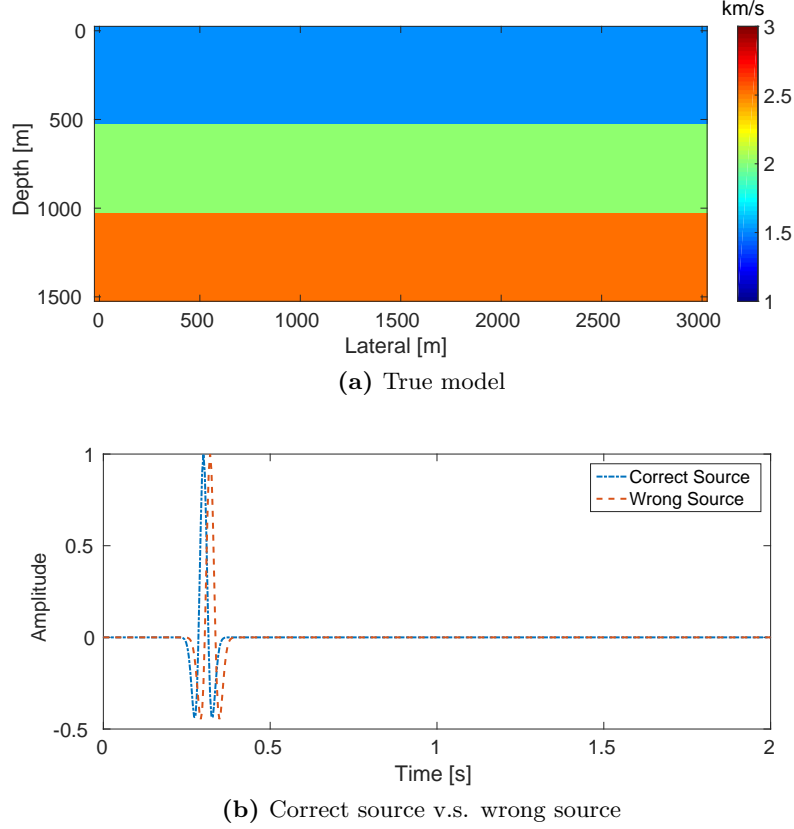 km/s
0
500
1000
1500
Depth [m]
0 500 1000 1500 2000 2500 3000
Lateral [m]
3
2.5
2
1.5
1
(a) True model
1
0.5
0
-0.5
Amplitude
Correct Source
Wrong Source
0 0.5 1 1.5 2
Time [s]
(b) Correct source v.s. wrong source